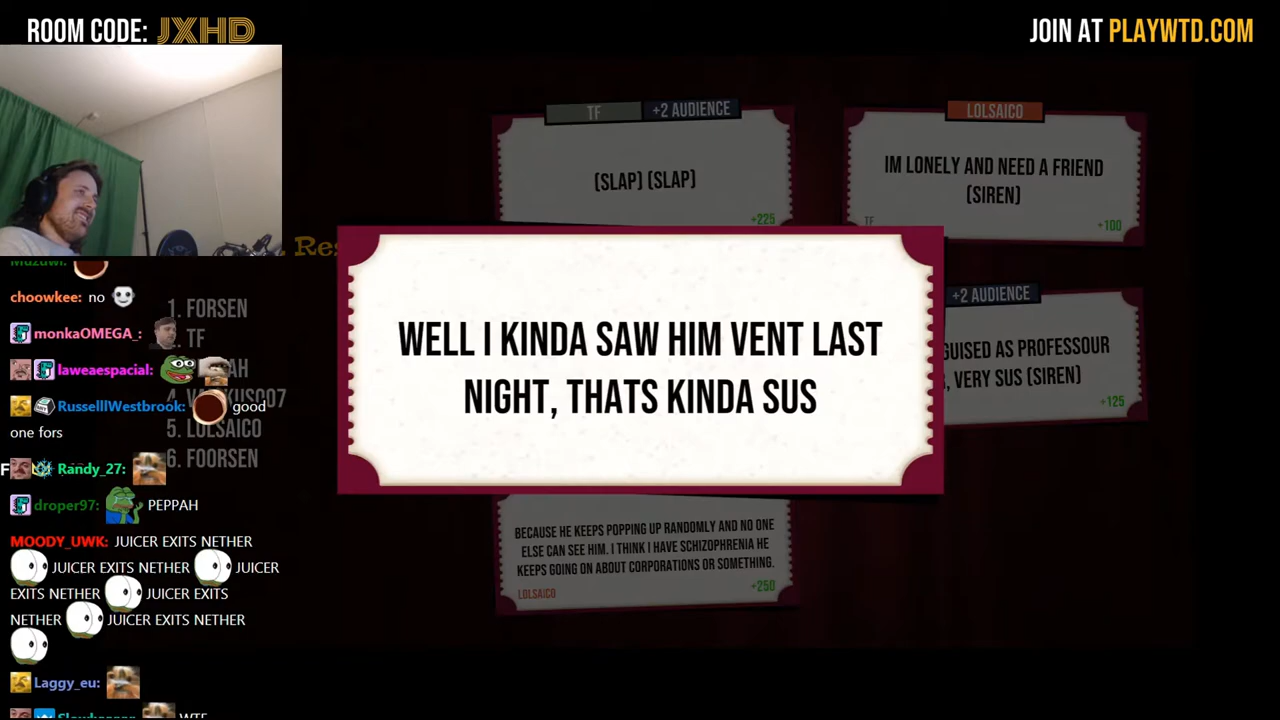 ROOM CODE: JXHD
JOIN AT PLAYWTD.COM
TF
+2 AUDIENCE
(SLAP) (SLAP)
+225
LOLSAICO
IM LONELY AND NEED A FRIEND
(SIREN)
TF
+100
WELL I KINDA SAW HIM VENT LAST
NIGHT, THATS KINDA SUS
+2 AUDIENCE
GUISED AS PROFESSOUR
, VERY SUS (SIREN)
+125
BECAUSE HE KEEPS POPPING UP RANDOMLY AND NO ONE
ELSE CAN SEE HIM. I THINK I HAVE SCHIZOPHRENIA HE
KEEPS GOING ON ABOUT CORPORATIONS OR SOMETHING.
LOLSAICO
+250
Res
1. FORSEN
TF
AH
5. LOLSAICO
6. FOORSEN
choowkee: no
monkaOMEGA_:
laweaespacial:
RusselllWestbrook: good
one fors
Randy_27:
droper97: PEPPAH
MOODY_UWK: JUICER EXITS NETHER
JUICER EXITS NETHER JUICER
EXITS NETHER JUICER EXITS
NETHER JUICER EXITS NETHER
Laggy_eu:
WTF